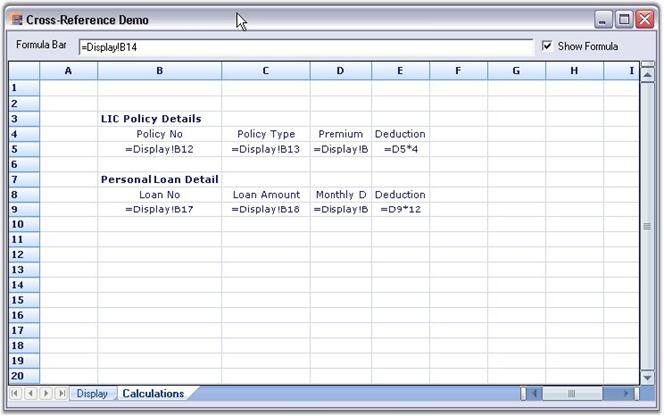 Cross-Reference Demo
Formula Bar =Display!B14 Show Formula
A B C D E F G H I
1
2
3 LIC Policy Details
4 Policy No Policy Type Premium Deduction
5 =Display!B12 =Display!B13 =Display!B =D5*4
6
7 Personal Loan Detail
8 Loan No Loan Amount Monthly D Deduction
9 =Display!B17 =Display!B18 =Display!B =D9*12
10
11
12
13
14
15
16
17
18
19
20
Display Calculations